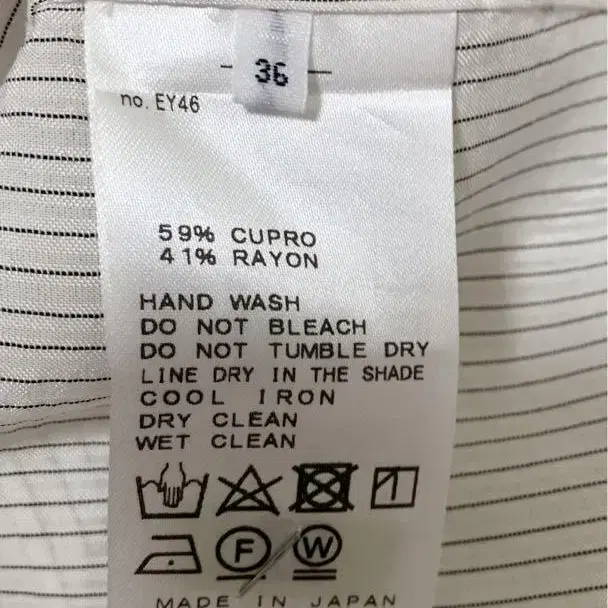 36
no. EY46
59% CUPRO
41% RAYON
HAND WASH
DO NOT BLEACH
DO NOT TUMBLE DRY
LINE DRY IN THE SHADE
COOL IRON
DRY CLEAN
WET CLEAN
F W
MADE IN JAPAN